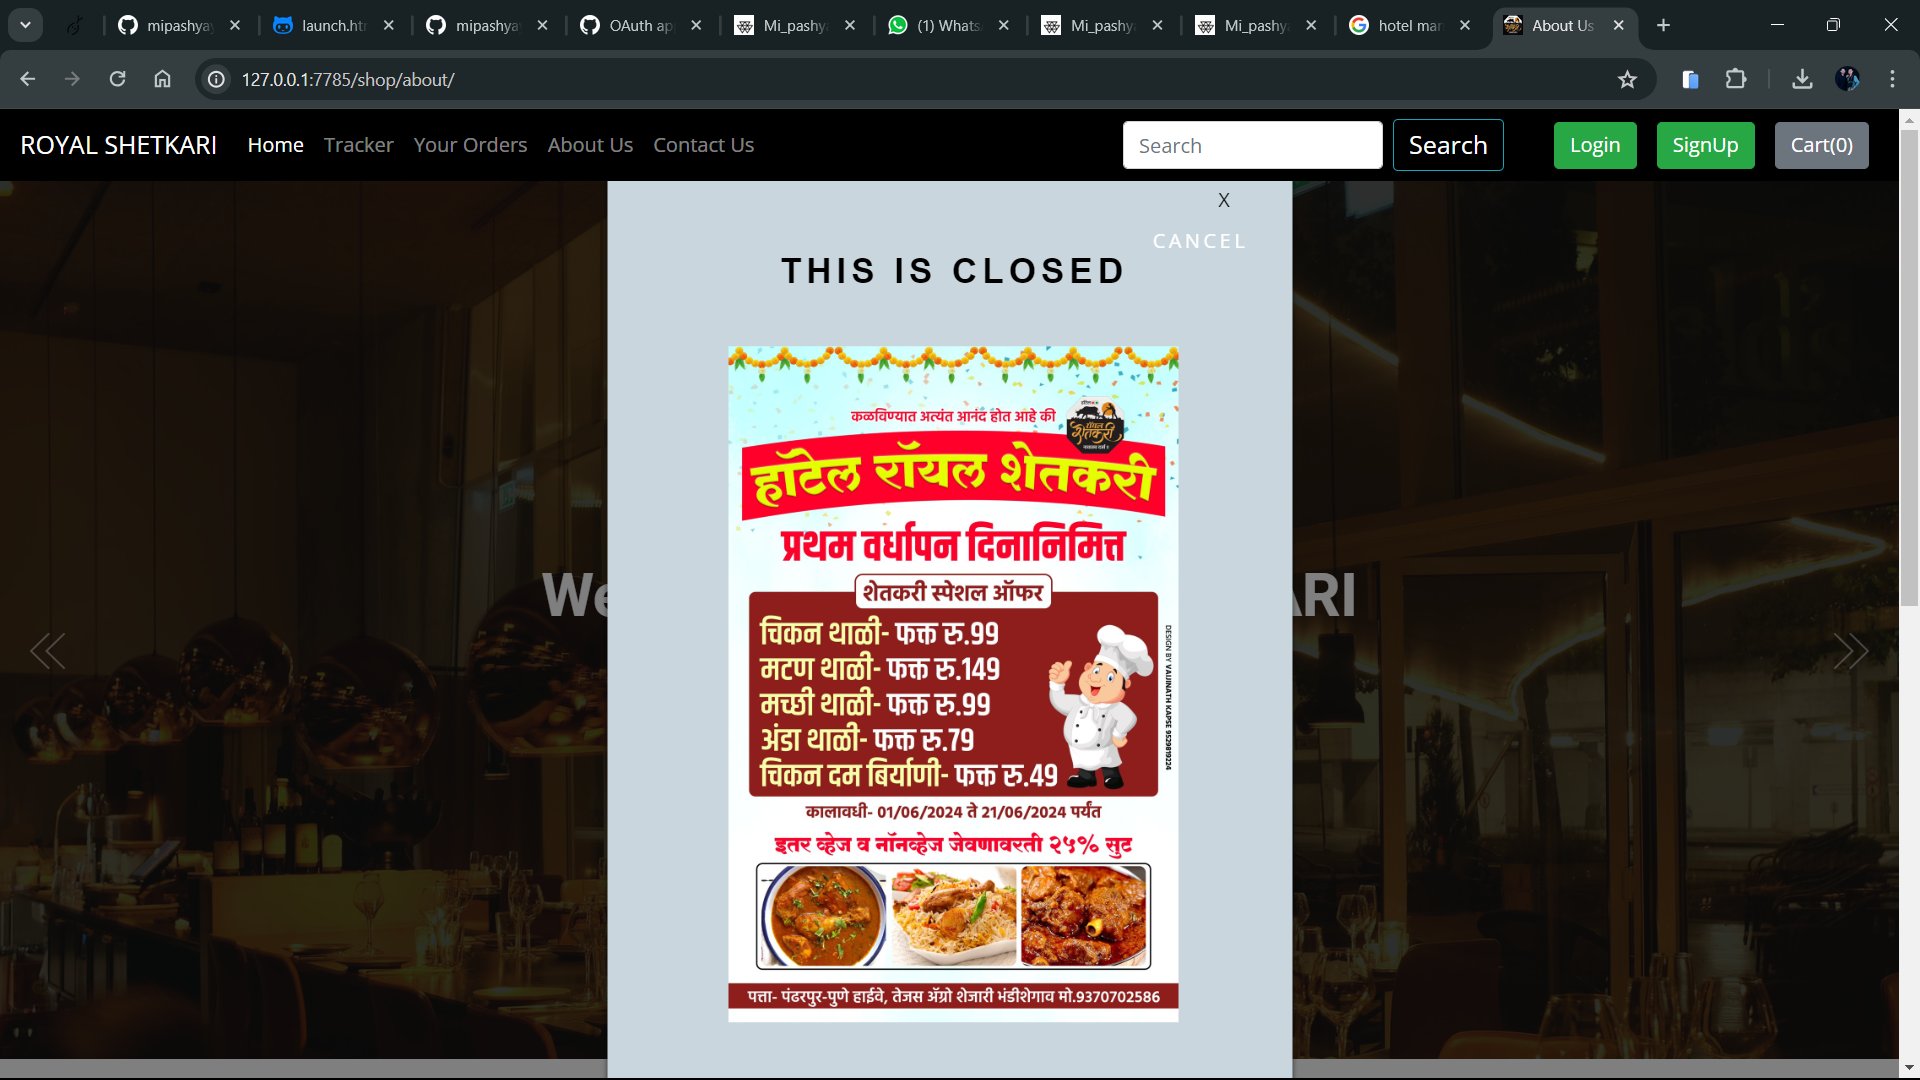 mipashya
launch.ht
mipashya
OAuth ap
Mi_pashy
(1) Whats
Mi_pashy
Mi_pashy
hotel man
About Us
127.0.0.1:7785/shop/about/
ROYAL SHETKARI
Home
Tracker
Your Orders
About Us
Contact Us
Search
Search
Login
SignUp
Cart(0)
X
CANCEL
THIS IS CLOSED
We
ARI
कळविण्यात अत्यंत आनंद होत आहे की
रॉयल
शेतकरी
हॉटेल रॉयल शेतकरी
प्रथम वर्धापन दिनानिमित्त
शेतकरी स्पेशल ऑफर
चिकन थाळी- फक्त रु.99
मटण थाळी- फक्त रु.149
मच्छी थाळी- फक्त रु.99
अंडा थाळी- फक्त रु.79
चिकन दम बिर्याणी- फक्त रु.49
DESIGN BY VAIJINATH KAPSE 9529819224
कालावधी- 01/06/2024 ते 21/06/2024 पर्यंत
इतर व्हेज व नॉनव्हेज जेवणावरती २५% सुट
पत्ता- पंढरपुर-पुणे हाईवे, तेजस ॲग्रो शेजारी भंडीशेगाव मो.9370702586